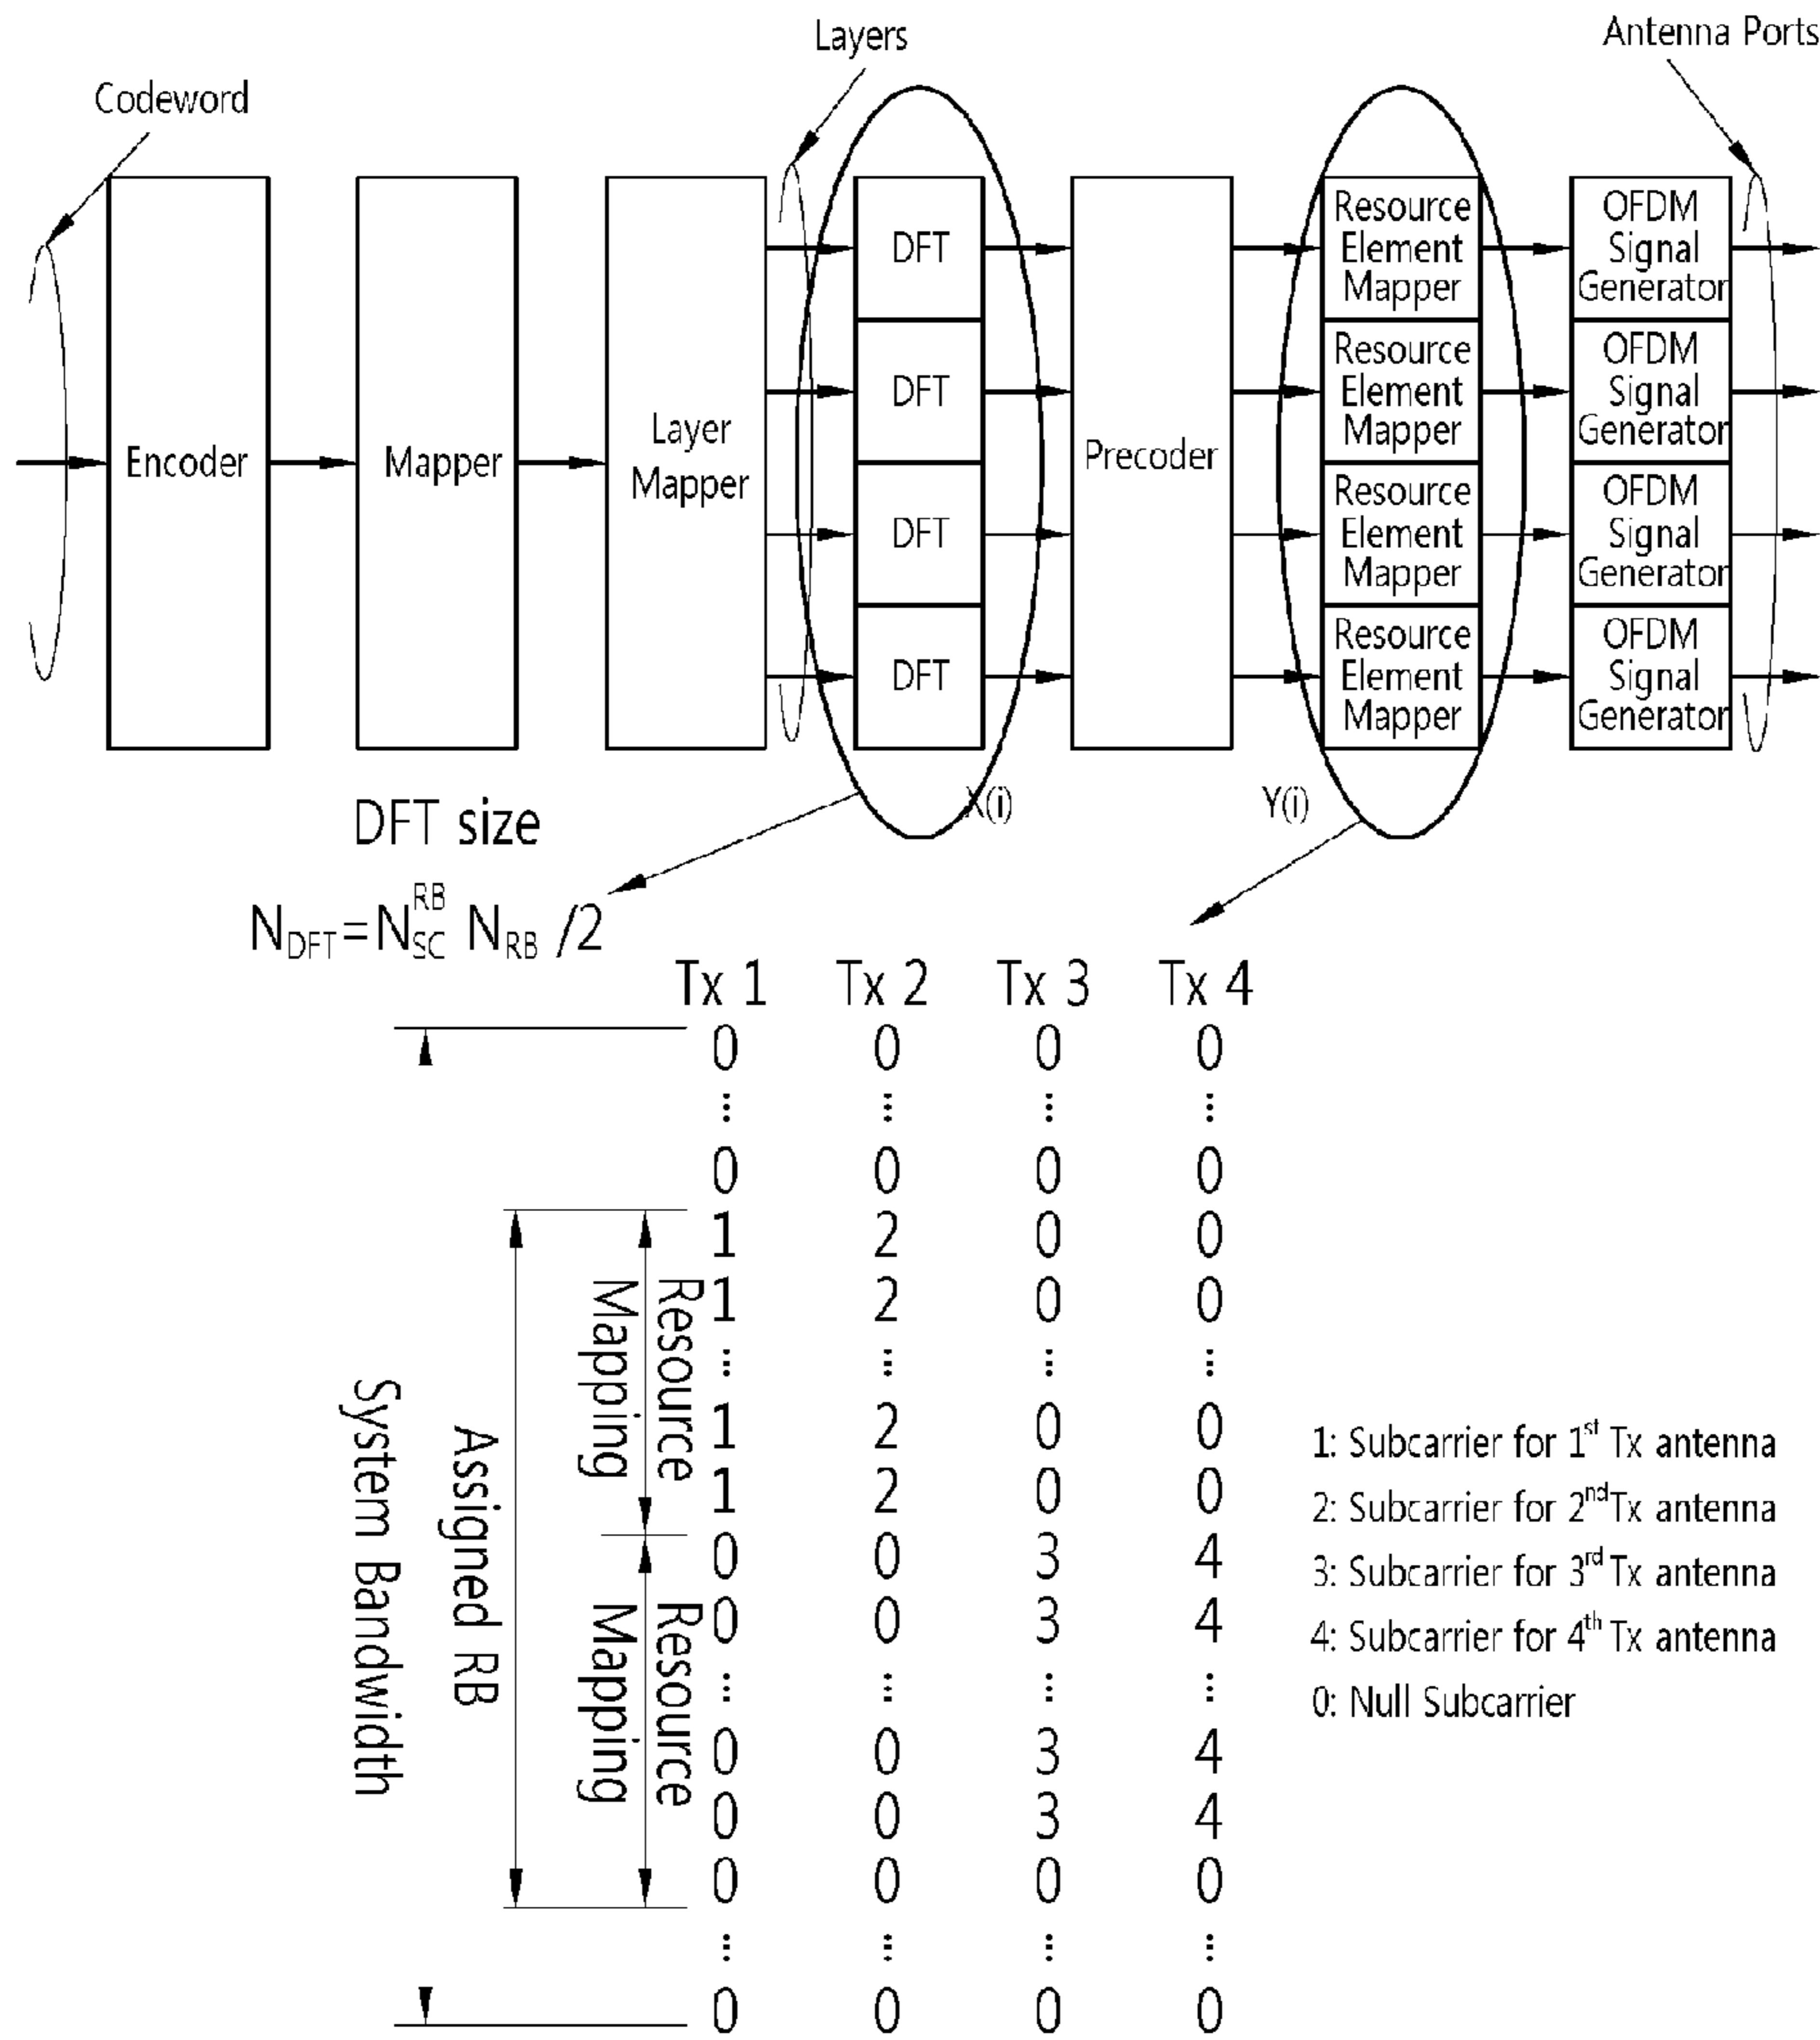 Layers
Antenna Ports
Codeword
Encoder
Mapper
Layer
Mapper
DFT
DFT
DFT
DFT
Precoder
Resource
Element
Mapper
Resource
Element
Mapper
Resource
Element
Mapper
Resource
Element
Mapper
OFDM
Signal
Generator
OFDM
Signal
Generator
OFDM
Signal
Generator
OFDM
Signal
Generator
X(i)
Y(i)
DFT size
N_DFT = N_SC^RB N_RB /2
Tx 1 Tx 2 Tx 3 Tx 4
0 0 0 0
... ... ... ...
0 0 0 0
1 2 0 0
1 2 0 0
... ... ... ...
1 2 0 0
1 2 0 0
0 0 3 4
0 0 3 4
... ... ... ...
0 0 3 4
0 0 3 4
0 0 0 0
... ... ... ...
0 0 0 0
Resource
Mapping
Resource
Mapping
Assigned RB
System Bandwidth
1: Subcarrier for 1st Tx antenna
2: Subcarrier for 2nd Tx antenna
3: Subcarrier for 3rd Tx antenna
4: Subcarrier for 4th Tx antenna
0: Null Subcarrier